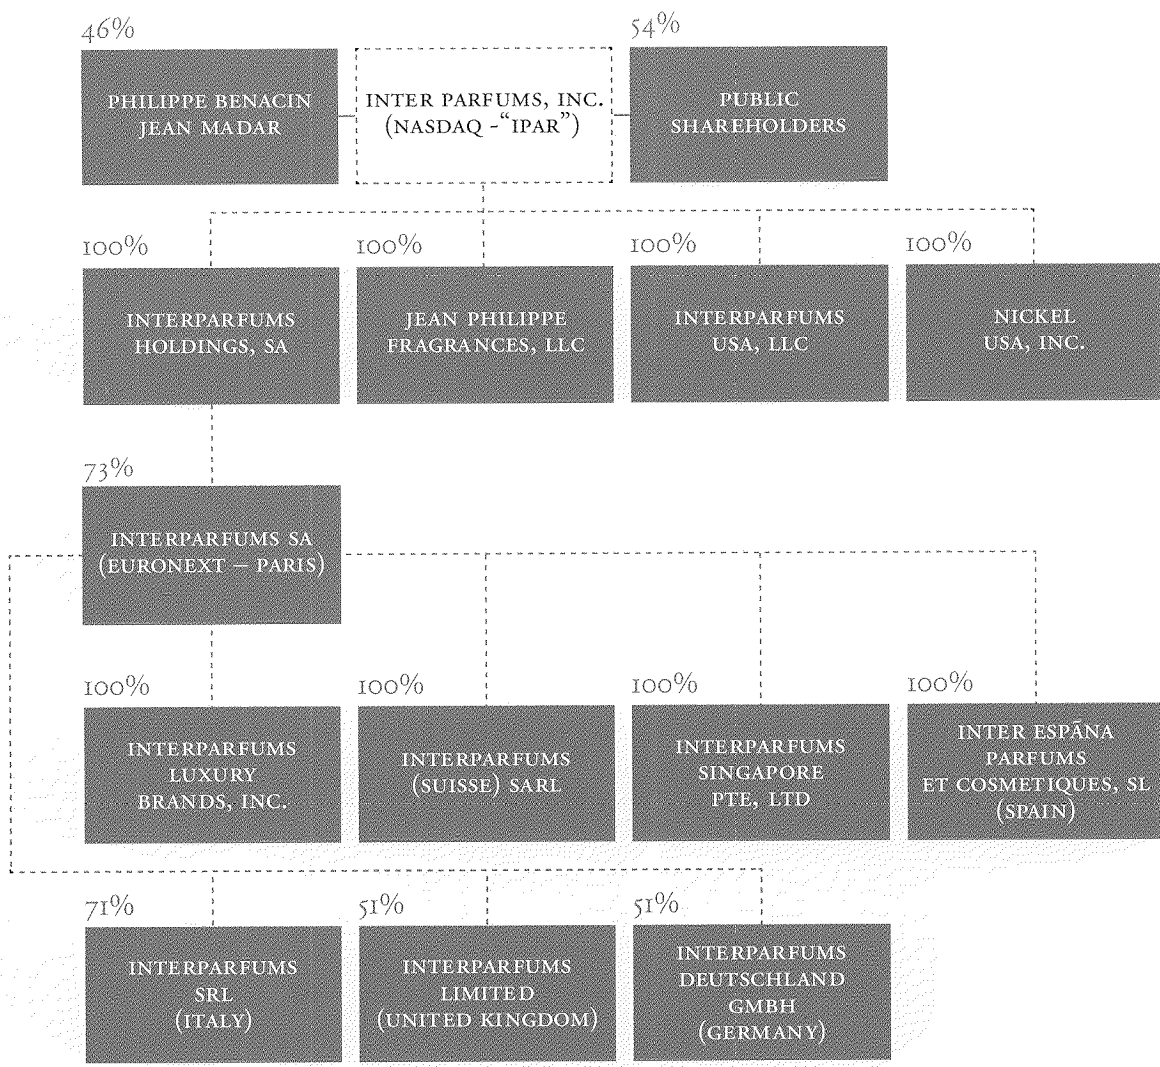 46%
PHILIPPE BENACIN
JEAN MADAR
INTER PARFUMS, INC.
(NASDAQ -“IPAR”)
54%
PUBLIC
SHAREHOLDERS
100%
INTERPARFUMS
HOLDINGS, SA
100%
JEAN PHILIPPE
FRAGRANCES, LLC
100%
INTERPARFUMS
USA, LLC
100%
NICKEL
USA, INC.
73%
INTERPARFUMS SA
(EURONEXT – PARIS)
100%
INTERPARFUMS
LUXURY
BRANDS, INC.
100%
INTERPARFUMS
(SUISSE) SARL
100%
INTERPARFUMS
SINGAPORE
PTE, LTD
100%
INTER ESPÃNA
PARFUMS
ET COSMETIQUES, SL
(SPAIN)
71%
INTERPARFUMS
SRL
(ITALY)
51%
INTERPARFUMS
LIMITED
(UNITED KINGDOM)
51%
INTERPARFUMS
DEUTSCHLAND
GMBH
(GERMANY)